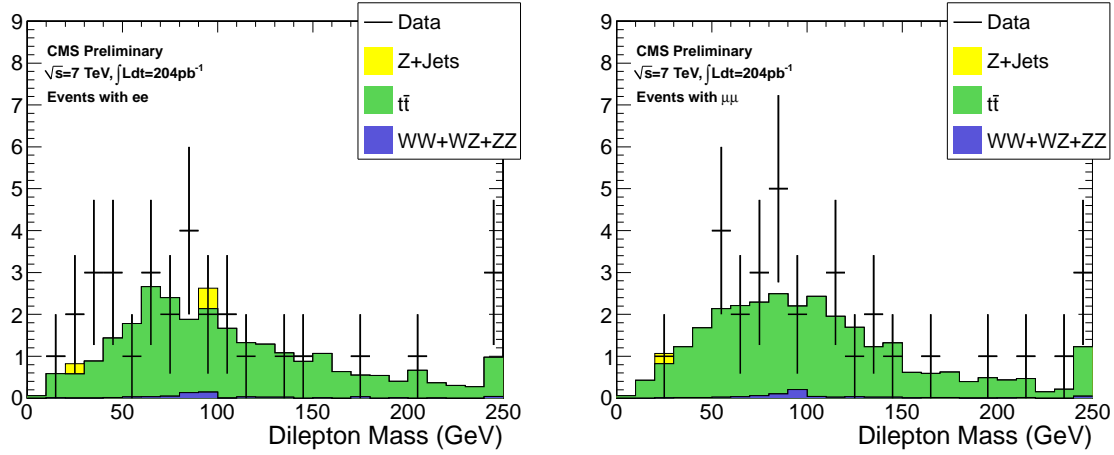 9
8
7
6
5
4
3
2
1
0
0 50 100 150 200 250
Dilepton Mass (GeV)
CMS Preliminary
√s=7 TeV, ∫Ldt=204pb⁻¹
Events with ee
Data
Z+Jets
tt̄
WW+WZ+ZZ
9
8
7
6
5
4
3
2
1
0
0 50 100 150 200 250
Dilepton Mass (GeV)
CMS Preliminary
√s=7 TeV, ∫Ldt=204pb⁻¹
Events with μμ
Data
Z+Jets
tt̄
WW+WZ+ZZ